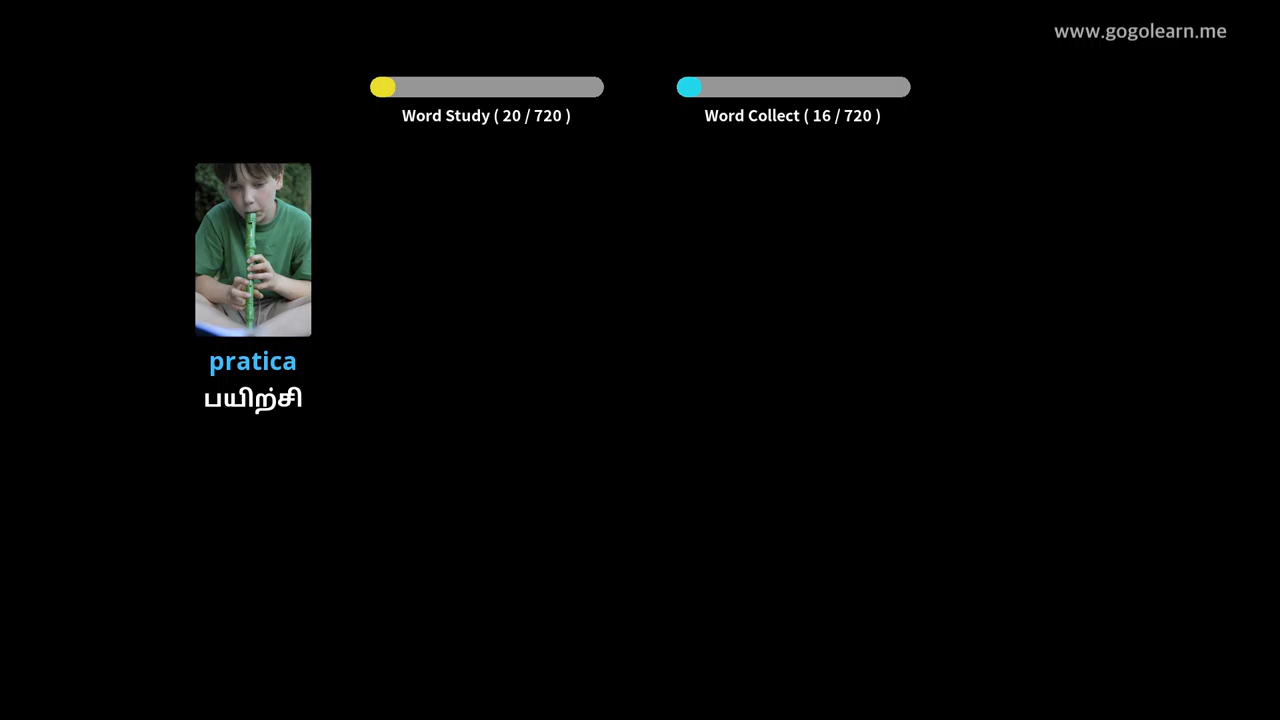 www.gogolearn.me
Word Study ( 20 / 720 )
Word Collect ( 16 / 720 )
pratica
பயிற்சி